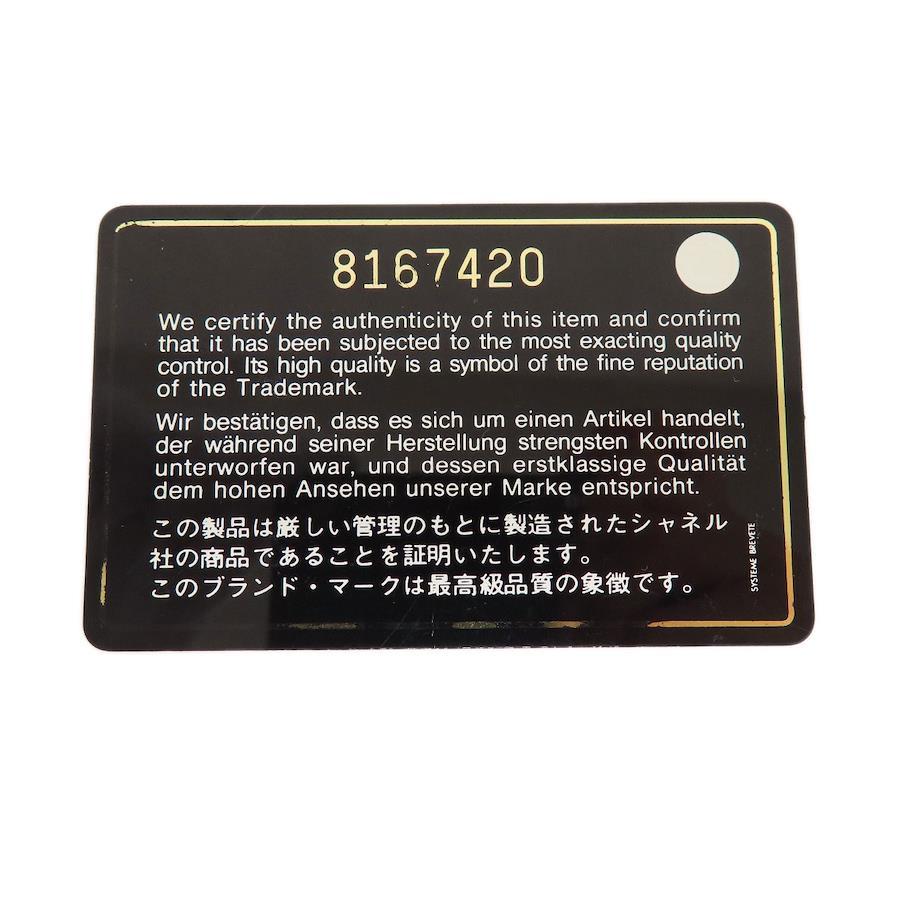 8167420
We certify the authenticity of this item and confirm
that it has been subjected to the most exacting quality
control. Its high quality is a symbol of the fine reputation
of the Trademark.
Wir bestätigen, dass es sich um einen Artikel handelt,
der während seiner Herstellung strengsten Kontrollen
unterworfen war, und dessen erstklassige Qualität
dem hohen Ansehen unserer Marke entspricht.
この製品は厳しい管理のもとに製造されたシャネル
社の商品であることを証明いたします。
このブランド・マークは最高級品質の象徴です。
SYSTEME BREVETE